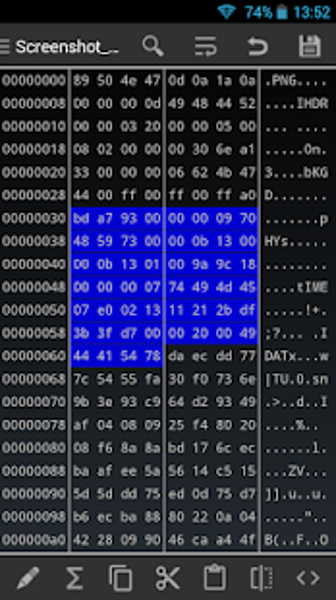 74% 13:52
Screenshot_...
00000000 89 50 4e 47 0d 0a 1a 0a .PNG....
00000008 00 00 00 0d 49 48 44 52 ....IHDR
00000010 00 00 03 20 00 00 05 00 ... ....
00000018 08 02 00 00 00 30 6e a1 .....0n.
00000020 33 00 00 00 06 62 4b 47 3....bKG
00000028 44 00 ff 00 ff 00 ff a0 D.......
00000030 bd a7 93 00 00 00 09 70 .......p
00000038 48 59 73 00 00 0b 13 00 HYs.....
00000040 00 0b 13 01 00 9a 9c 18 ........
00000048 00 00 00 07 74 49 4d 45 ....tIME
00000050 07 e0 02 13 11 21 2b df .....!+.
00000058 3b 3f d7 00 00 20 00 49 ;?... .I
00000060 44 41 54 78 da ec dd 77 DATx...w
00000068 7c 54 55 fa 30 f0 73 6e |TU.0.sn
00000070 9b 3e 93 c9 64 d2 93 49 .>..d..I
00000078 af 04 08 09 25 f4 80 20 ....%..
00000080 08 f6 8a 8a bd 17 6c ec ......l.
00000088 ba af ee 5a 56 14 c5 15 ...ZV...
00000090 5d 5d dd 75 ed 0d 75 d7 ]].u..u.
00000098 b6 ec ba 88 80 22 0a 04 ....."..
000000a0 42 28 09 90 46 ca a4 4f B(..F..O